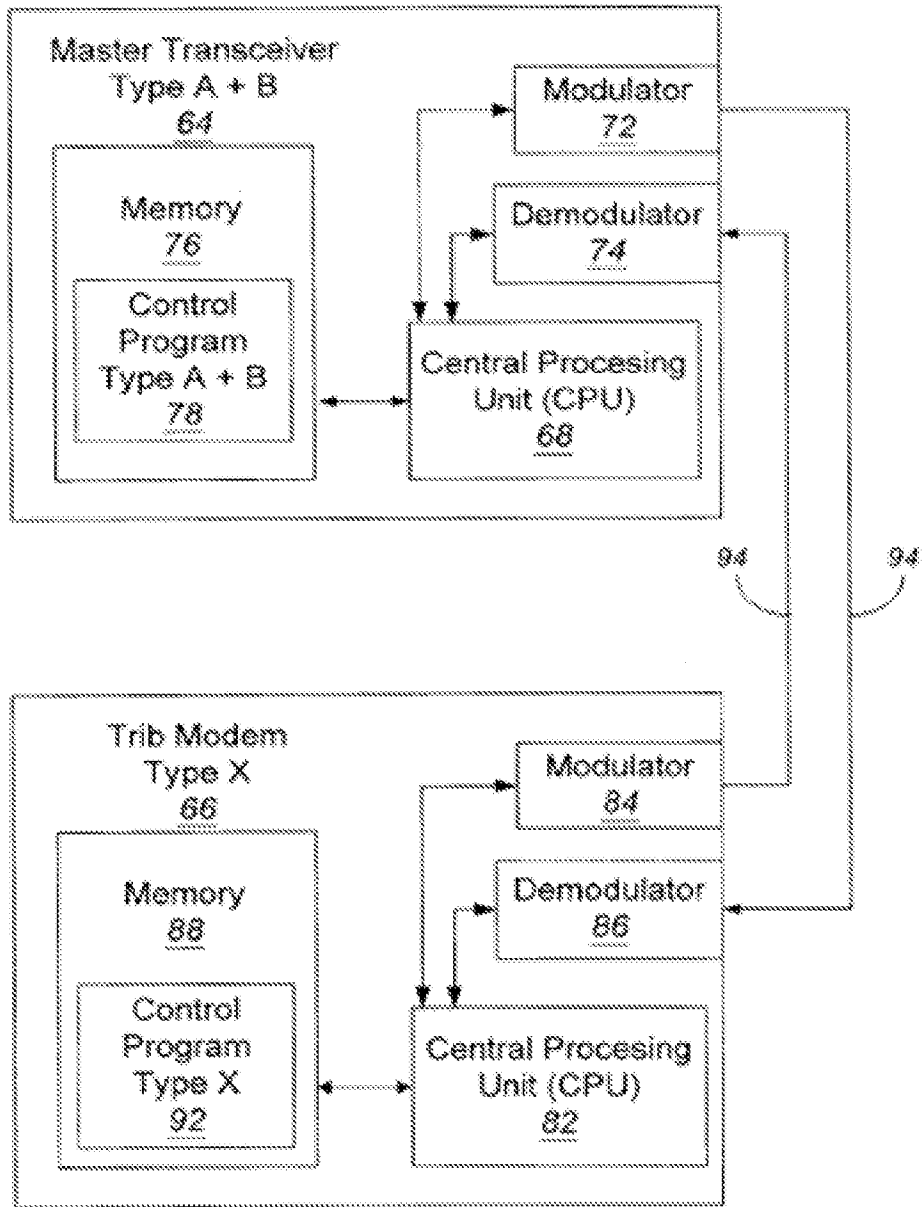 Master Transceiver
Type A + B
64
Memory
76
Control
Program
Type A + B
78
Modulator
72
Demodulator
74
Central Procesing
Unit (CPU)
68
94
94
Trib Modem
Type X
66
Memory
88
Control
Program
Type X
92
Modulator
84
Demodulator
86
Central Procesing
Unit (CPU)
82